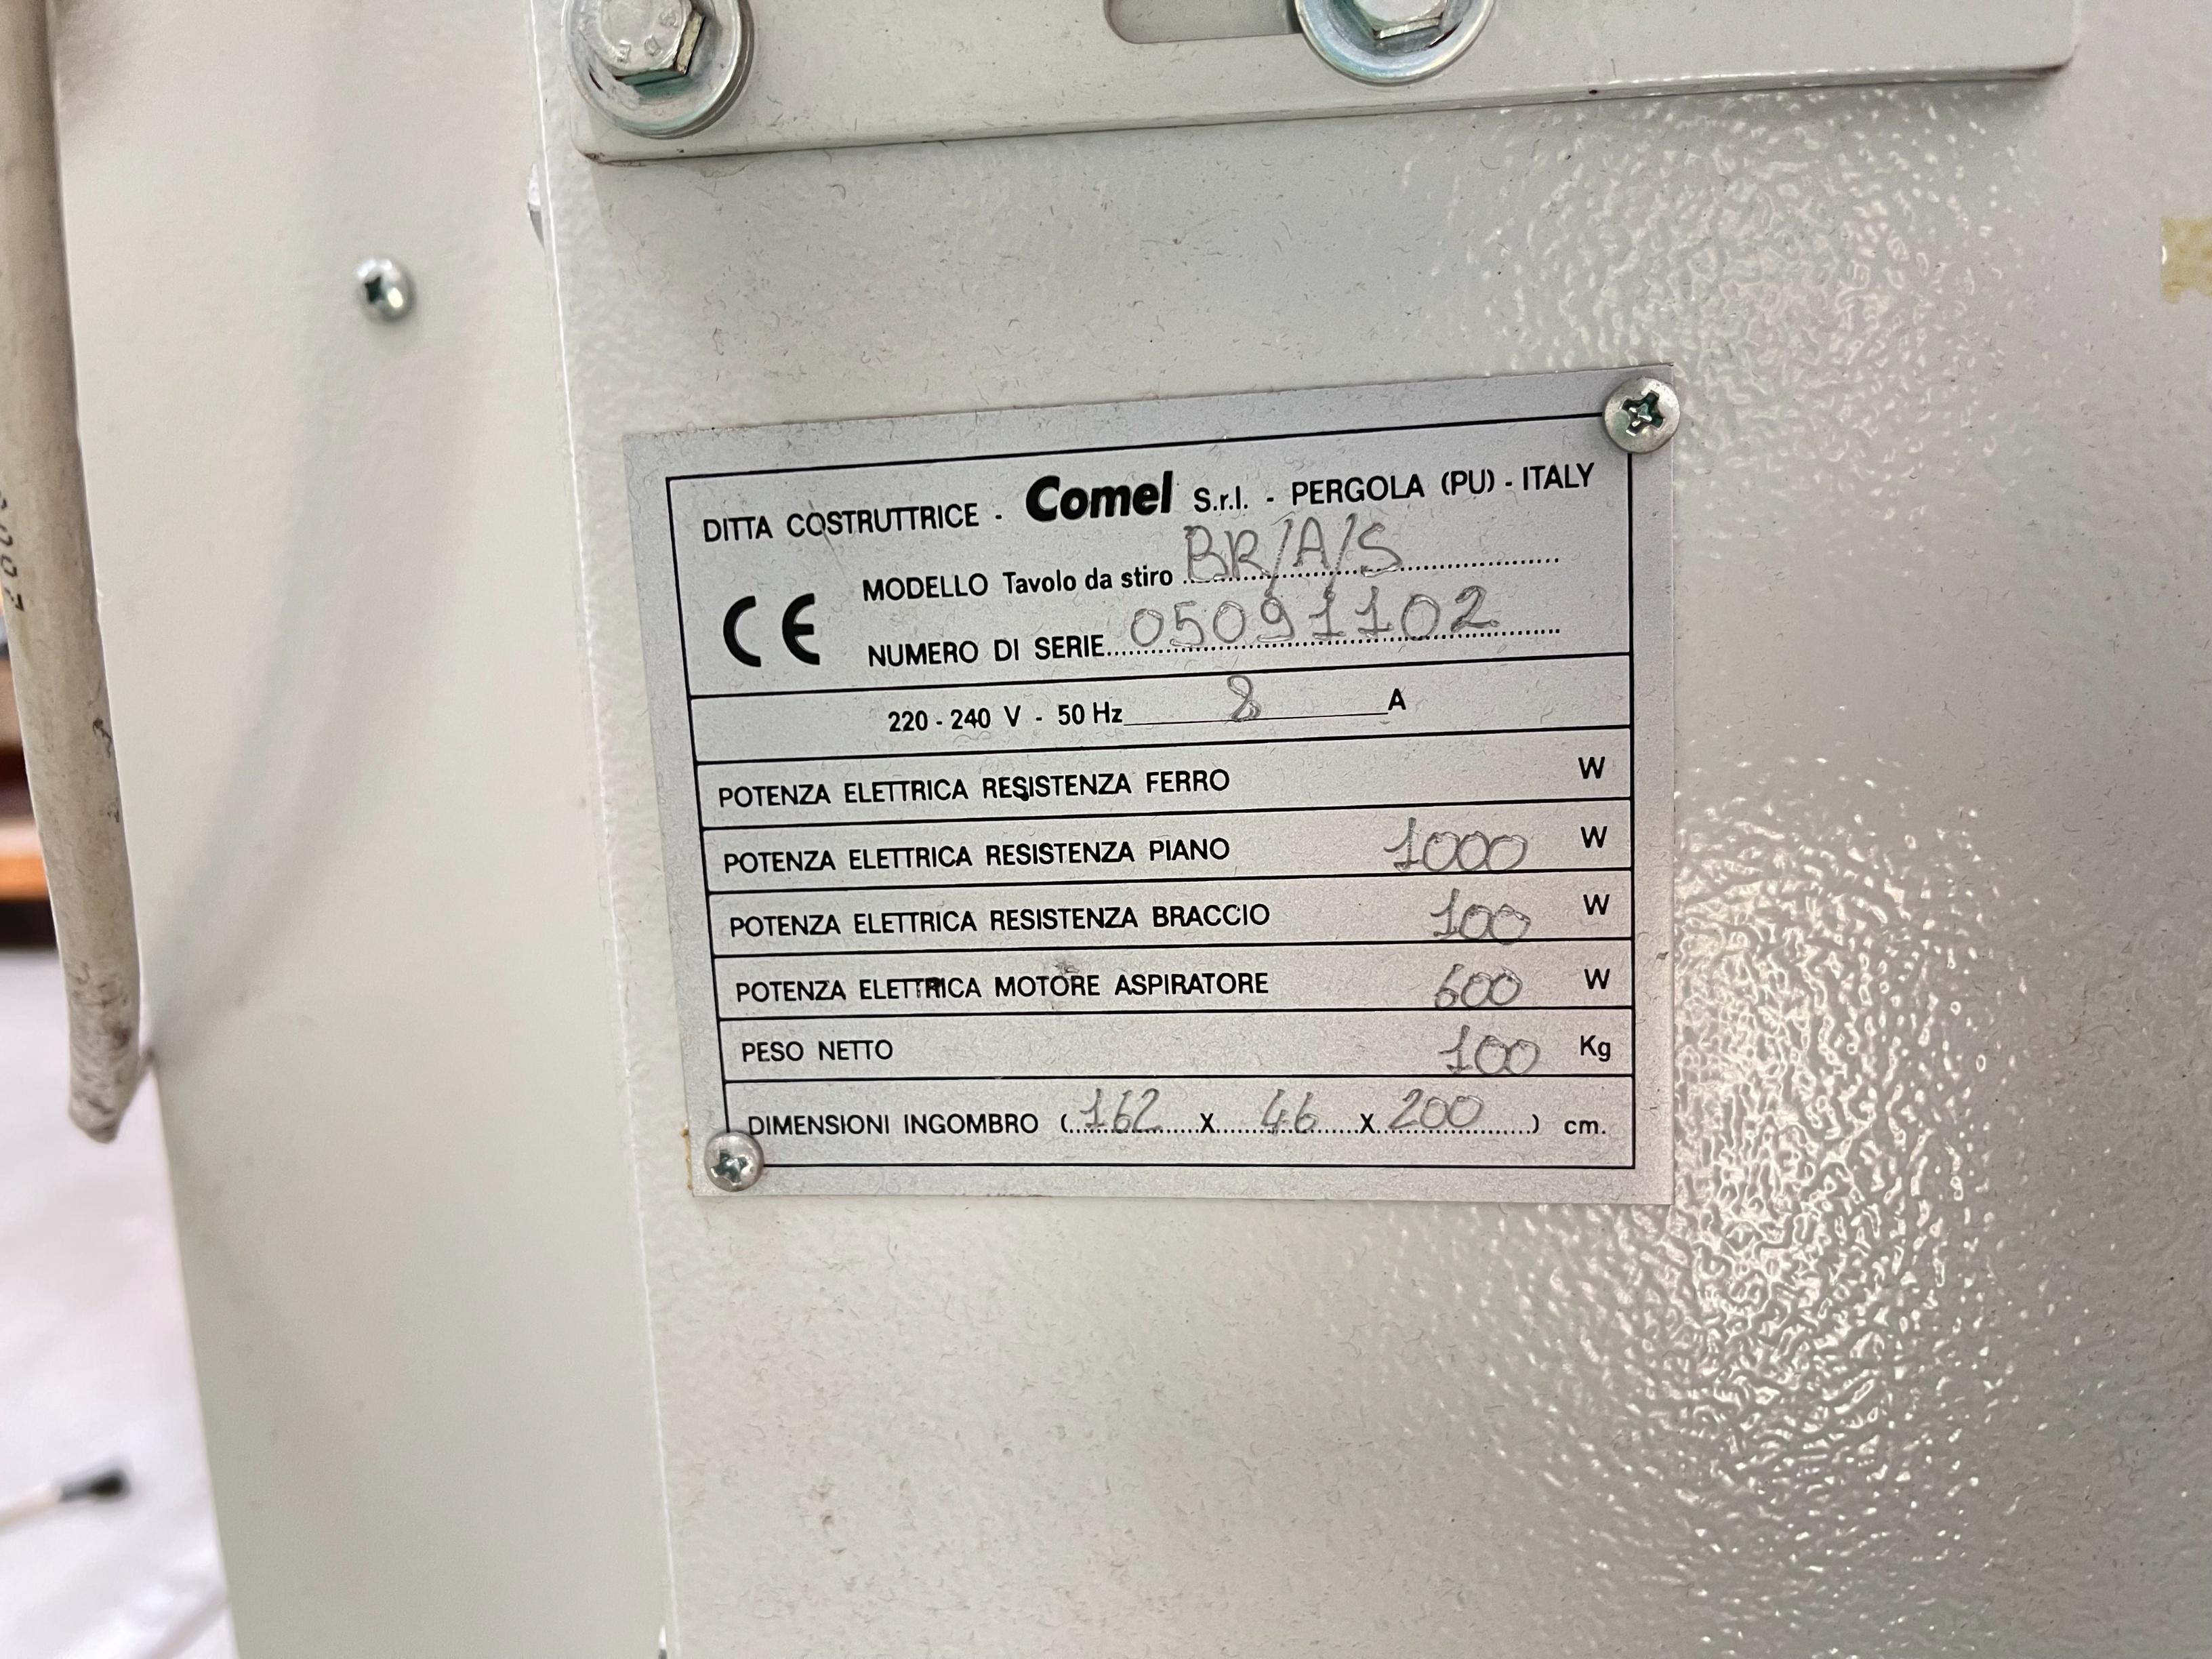 DITTA COSTRUTTRICE - Comel S.r.l. - PERGOLA (PU) - ITALY
MODELLO Tavolo da stiro BR/A/S
CE
NUMERO DI SERIE 05091102
220 - 240 V - 50 Hz 8 A
POTENZA ELETTRICA RESISTENZA FERRO W
POTENZA ELETTRICA RESISTENZA PIANO 1000 W
POTENZA ELETTRICA RESISTENZA BRACCIO 100 W
POTENZA ELETTRICA MOTORE ASPIRATORE 600 W
PESO NETTO 100 Kg
DIMENSIONI INGOMBRO (162 X 46 X 200) cm.